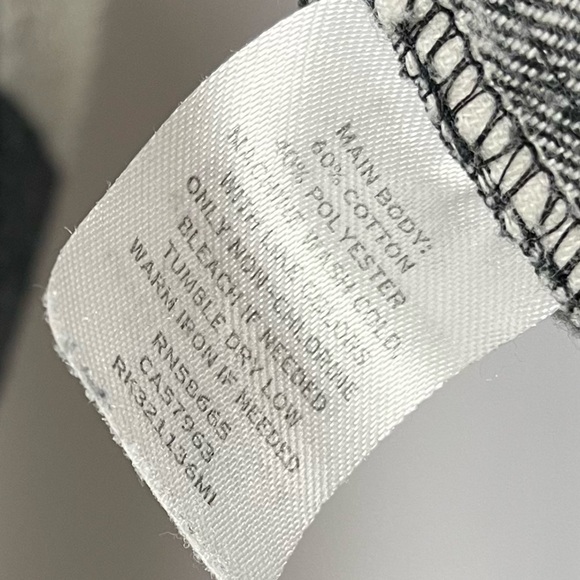 MAIN BODY:
60% COTTON
40% POLYESTER
MACHINE WASH COLD
WITH LIKE COLORS
ONLY NON-CHLORINE
BLEACH IF NEEDED
TUMBLE DRY LOW
WARM IRON IF NEEDED
RN58665
CA57963
RK321136MI